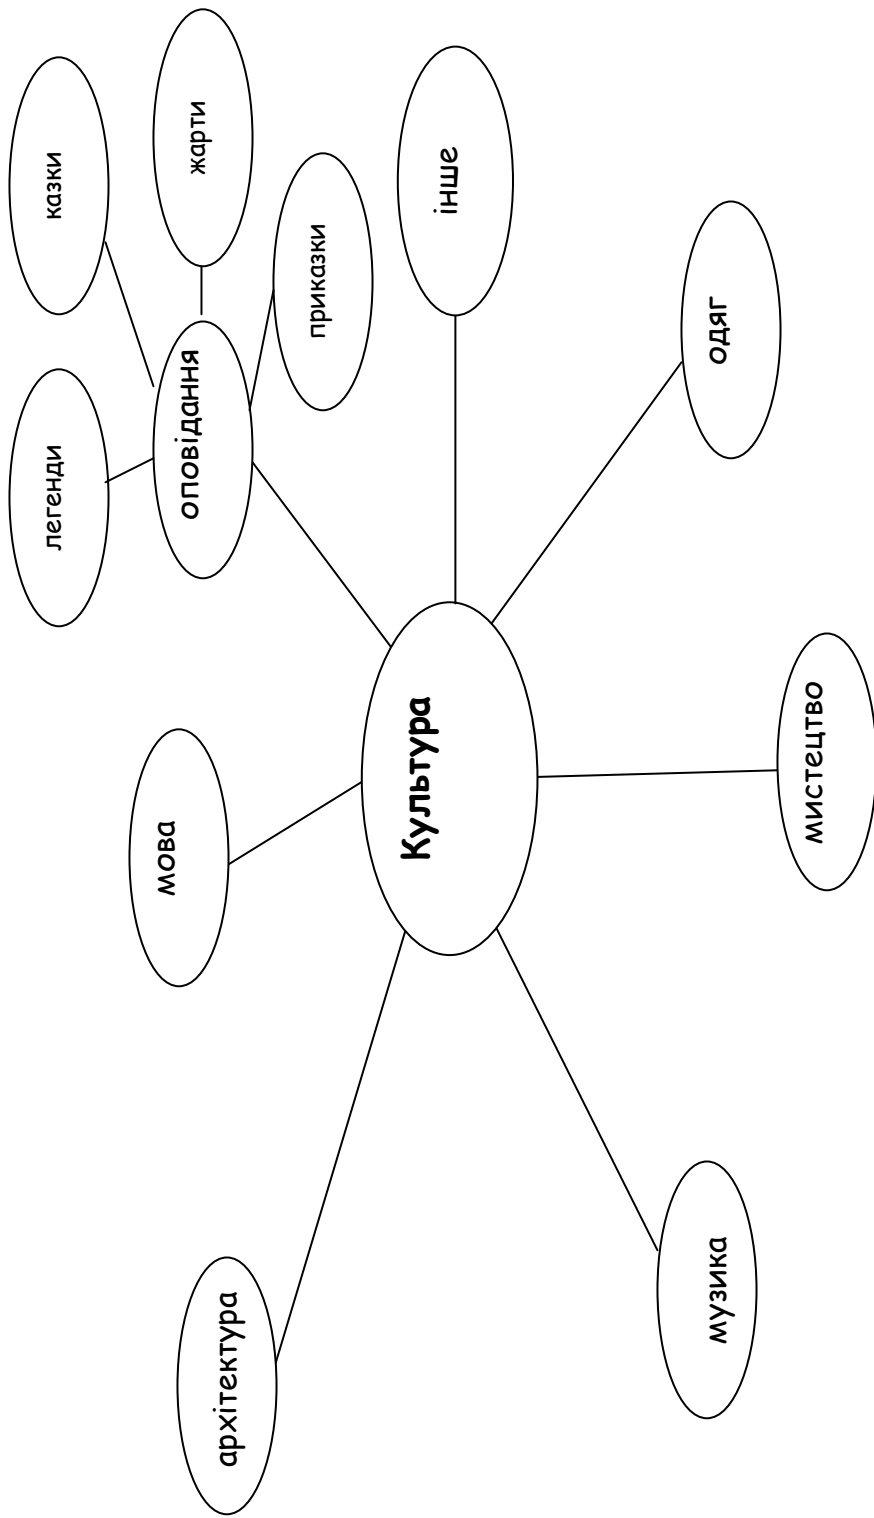 легенди
казки
оповідання
жарти
мова
приказки
архітектура
Культура
інше
музика
мистецтво
одяг